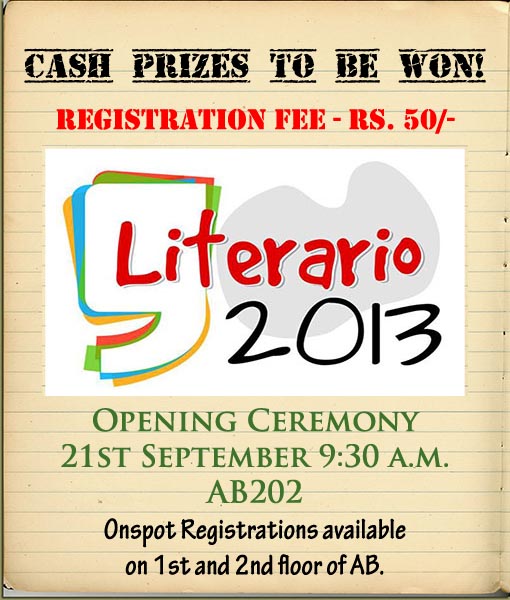 CASH PRIZES TO BE WON!
REGISTRATION FEE - RS. 50/-
Literario
2013
OPENING CEREMONY
21ST SEPTEMBER 9:30 A.M.
AB202
Onspot Registrations available
on 1st and 2nd floor of AB.